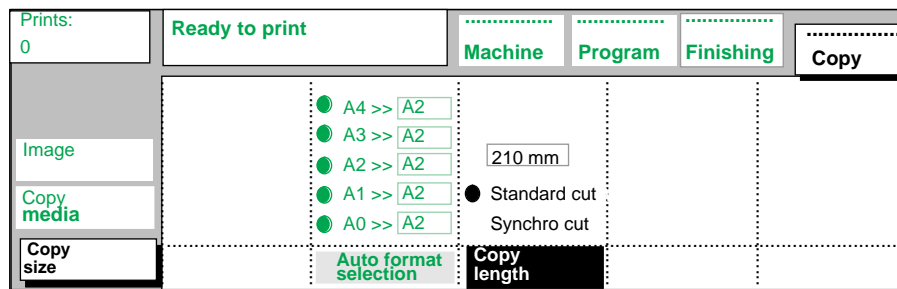 Prints:
0
Ready to print
Machine
Program
Finishing
Copy
Image
Copy
media
Copy
size
A4 >> A2
A3 >> A2
A2 >> A2
A1 >> A2
A0 >> A2
Auto format
selection
210 mm
Standard cut
Synchro cut
Copy
length